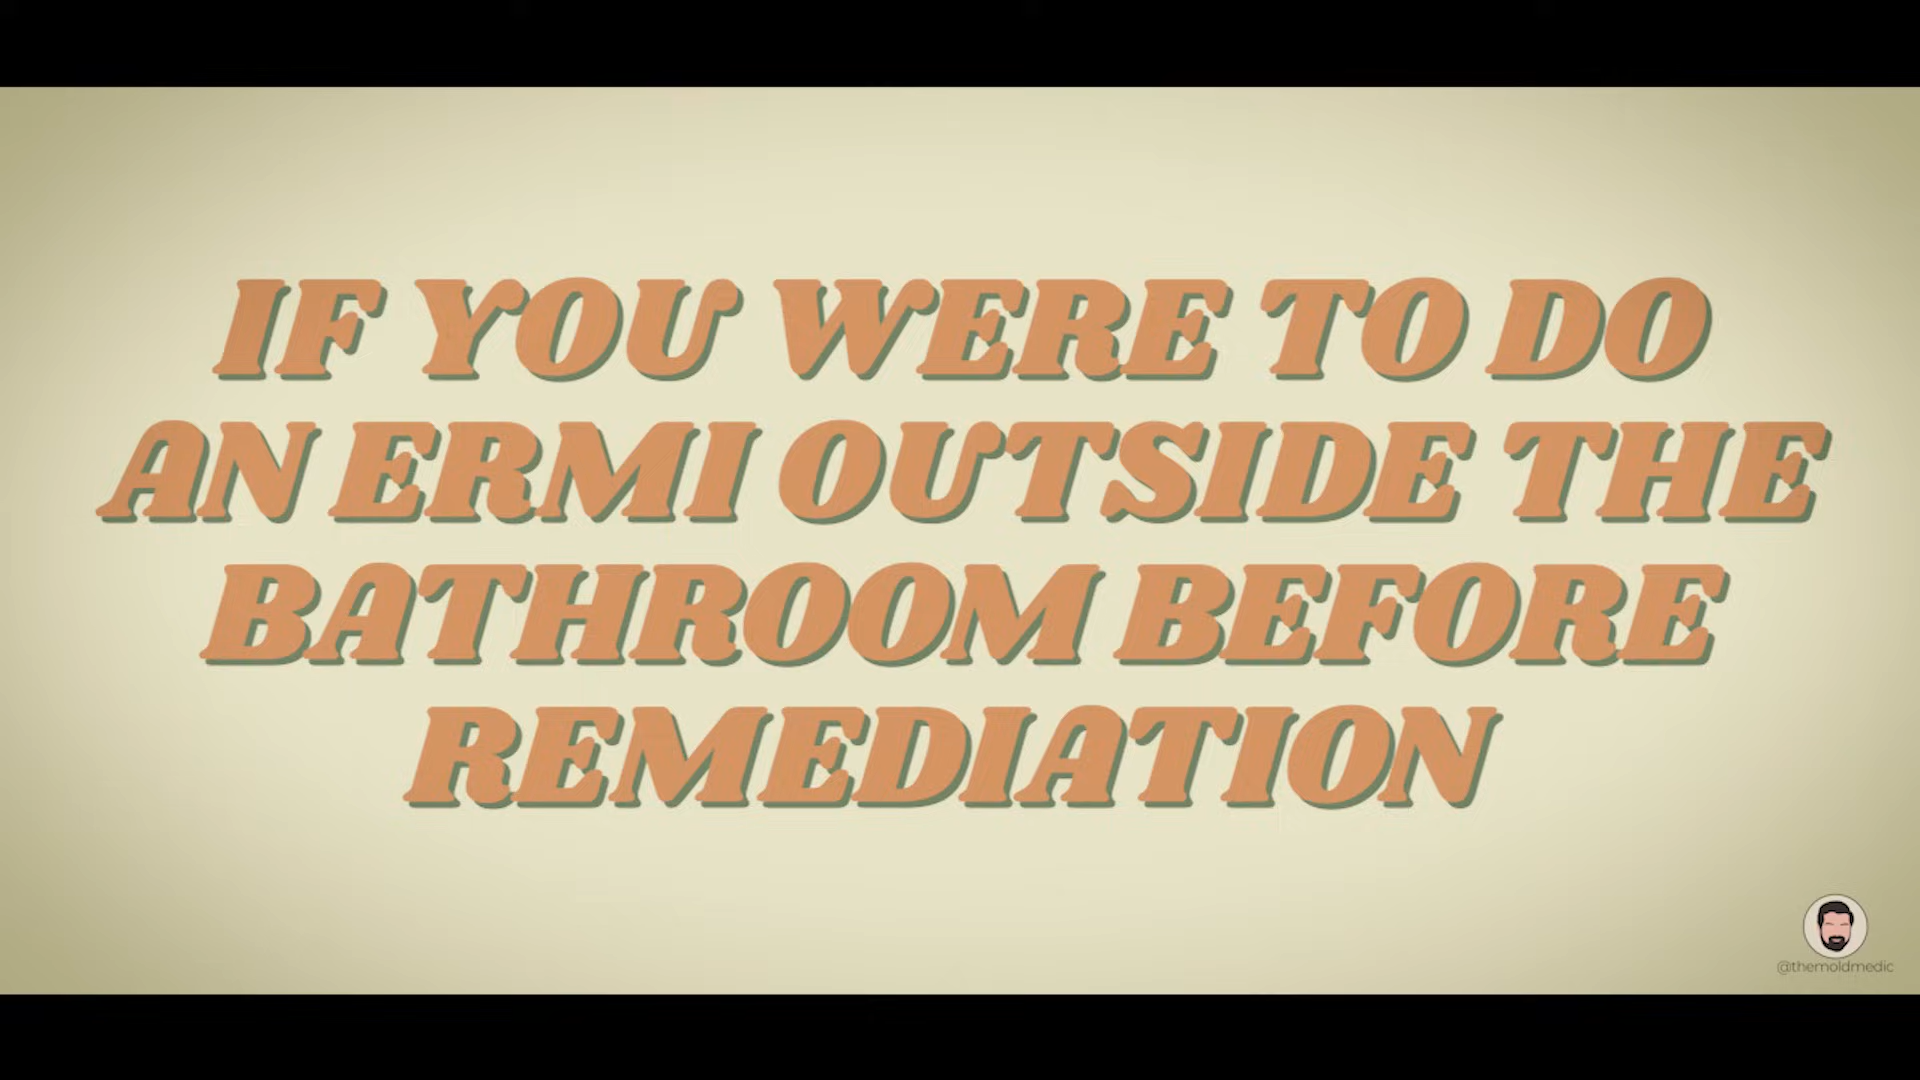 IF YOU WERE TO DO
AN ERMI OUTSIDE THE
BATHROOM BEFORE
REMEDIATION
@themoldmedic